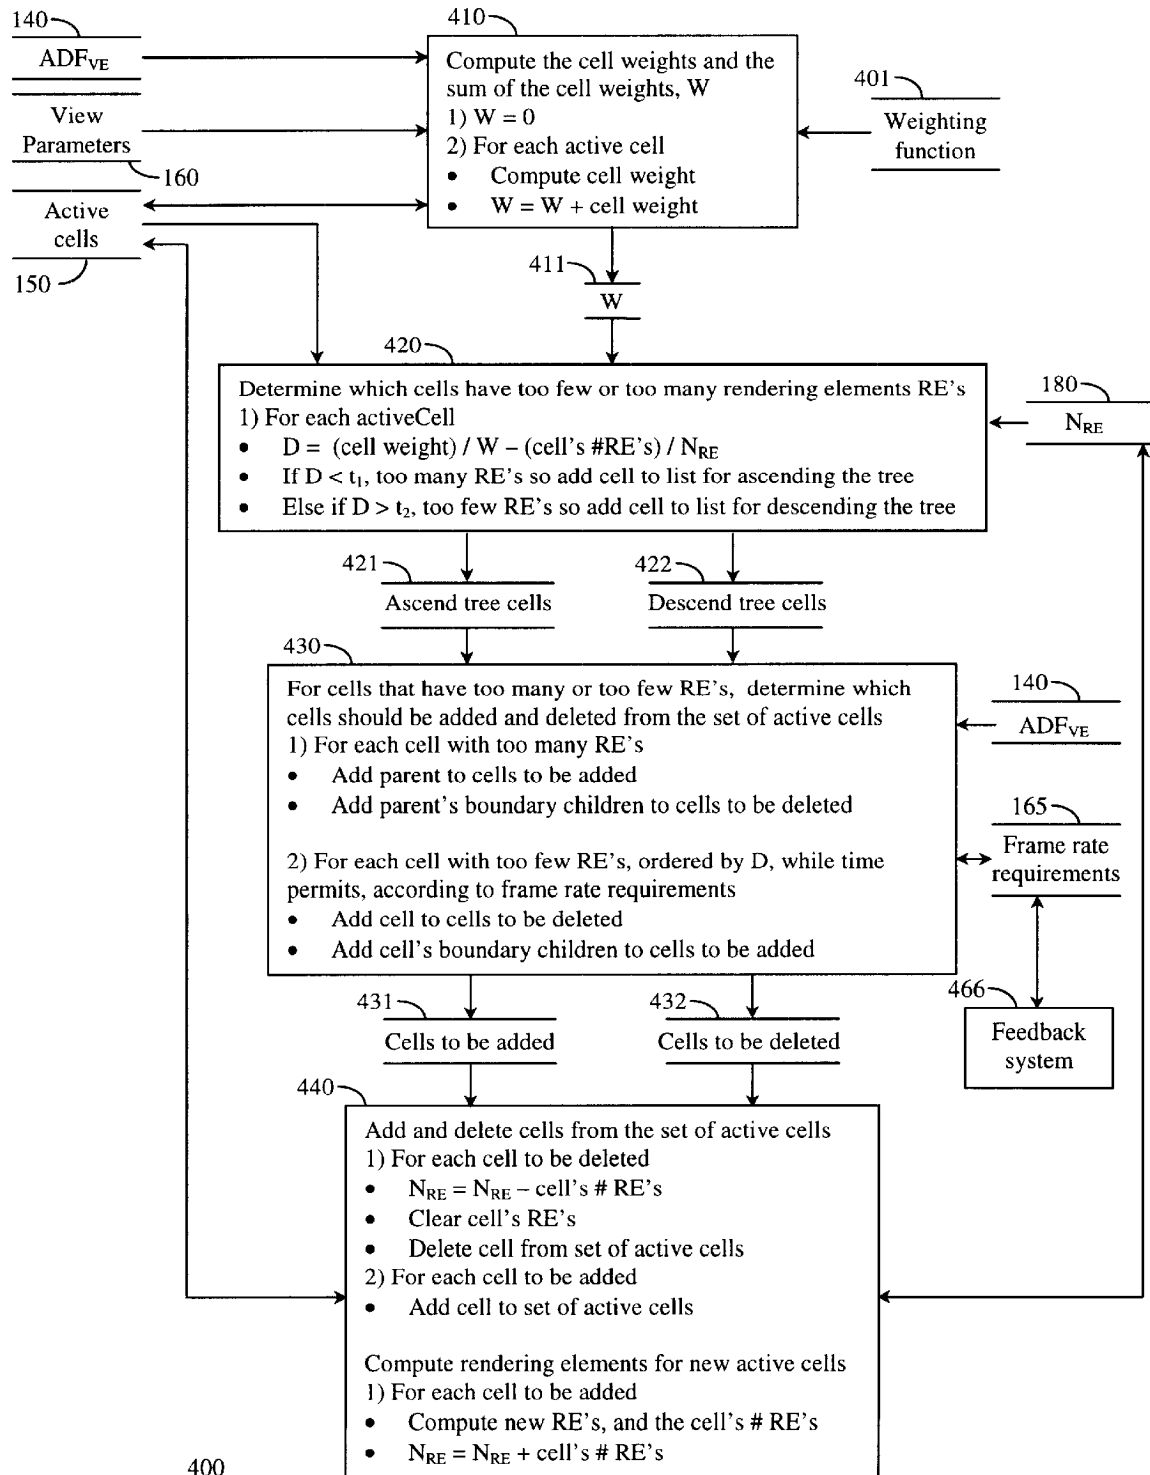 140
ADFVE
View
Parameters
160
Active
cells
150
410
Compute the cell weights and the
sum of the cell weights, W
1) W = 0
2) For each active cell
• Compute cell weight
• W = W + cell weight
401
Weighting
function
411
W
420
Determine which cells have too few or too many rendering elements RE's
1) For each activeCell
• D = (cell weight) / W – (cell's #RE's) / NRE
• If D < t1, too many RE's so add cell to list for ascending the tree
• Else if D > t2, too few RE's so add cell to list for descending the tree
180
NRE
421
Ascend tree cells
422
Descend tree cells
430
For cells that have too many or too few RE's, determine which
cells should be added and deleted from the set of active cells
1) For each cell with too many RE's
• Add parent to cells to be added
• Add parent's boundary children to cells to be deleted
2) For each cell with too few RE's, ordered by D, while time
permits, according to frame rate requirements
• Add cell to cells to be deleted
• Add cell's boundary children to cells to be added
140
ADFVE
165
Frame rate
requirements
466
Feedback
system
431
Cells to be added
432
Cells to be deleted
440
Add and delete cells from the set of active cells
1) For each cell to be deleted
• NRE = NRE – cell's # RE's
• Clear cell's RE's
• Delete cell from set of active cells
2) For each cell to be added
• Add cell to set of active cells
Compute rendering elements for new active cells
1) For each cell to be added
• Compute new RE's, and the cell's # RE's
• NRE = NRE + cell's # RE's
400